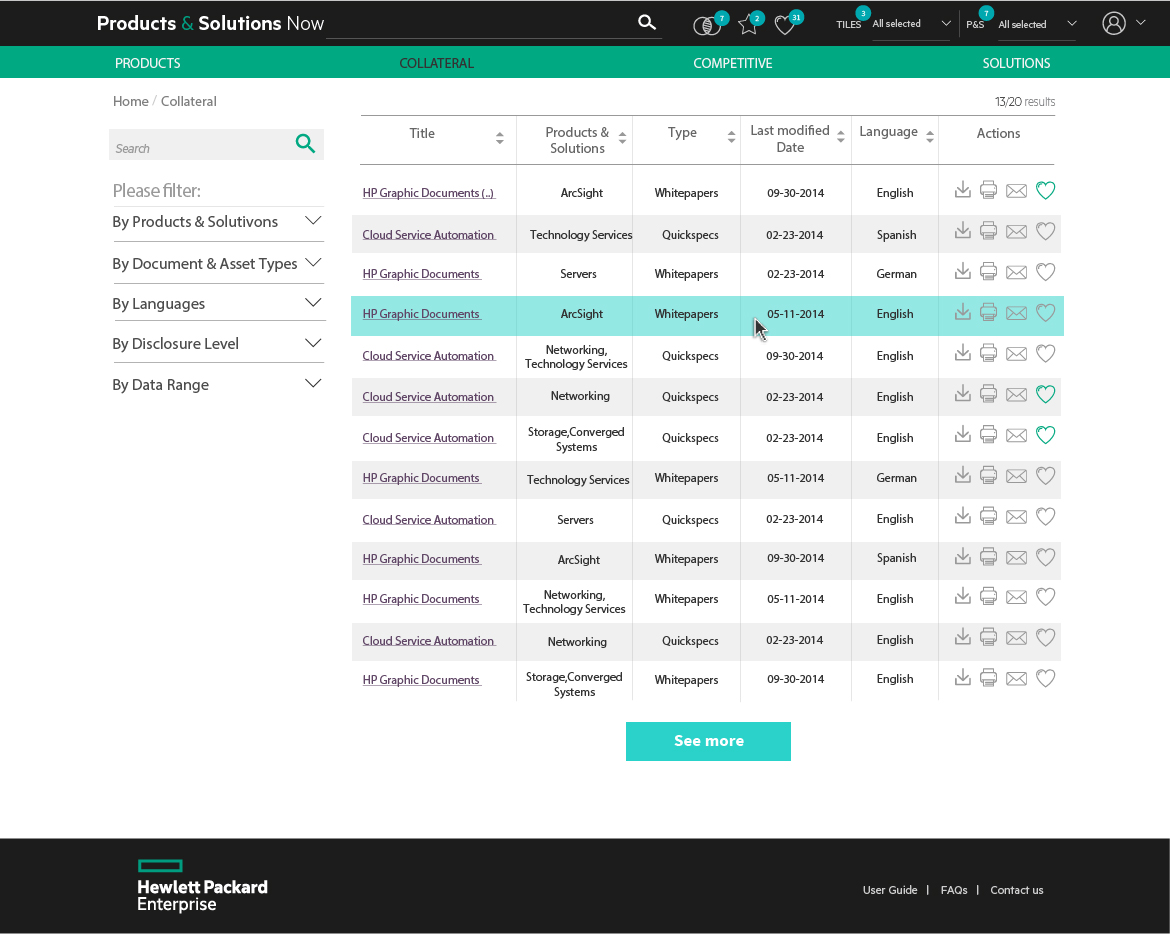 Products & Solutions Now
7
2
31
TILES 3 All selected
P&S 7 All selected
PRODUCTS COLLATERAL COMPETITIVE SOLUTIONS
Home / Collateral
13/20 results
Search
Please filter:
By Products & Solutivons
By Document & Asset Types
By Languages
By Disclosure Level
By Data Range
Title Products & Solutions Type Last modified Date Language Actions
HP Graphic Documents (..) ArcSight Whitepapers 09-30-2014 English
Cloud Service Automation Technology Services Quickspecs 02-23-2014 Spanish
HP Graphic Documents Servers Whitepapers 02-23-2014 German
HP Graphic Documents ArcSight Whitepapers 05-11-2014 English
Cloud Service Automation Networking, Technology Services Quickspecs 09-30-2014 English
Cloud Service Automation Networking Quickspecs 02-23-2014 English
Cloud Service Automation Storage,Converged Systems Quickspecs 02-23-2014 English
HP Graphic Documents Technology Services Whitepapers 05-11-2014 German
Cloud Service Automation Servers Quickspecs 02-23-2014 English
HP Graphic Documents ArcSight Whitepapers 09-30-2014 Spanish
HP Graphic Documents Networking, Technology Services Whitepapers 05-11-2014 English
Cloud Service Automation Networking Quickspecs 02-23-2014 English
HP Graphic Documents Storage,Converged Systems Whitepapers 09-30-2014 English
See more
Hewlett Packard
Enterprise
User Guide | FAQs | Contact us